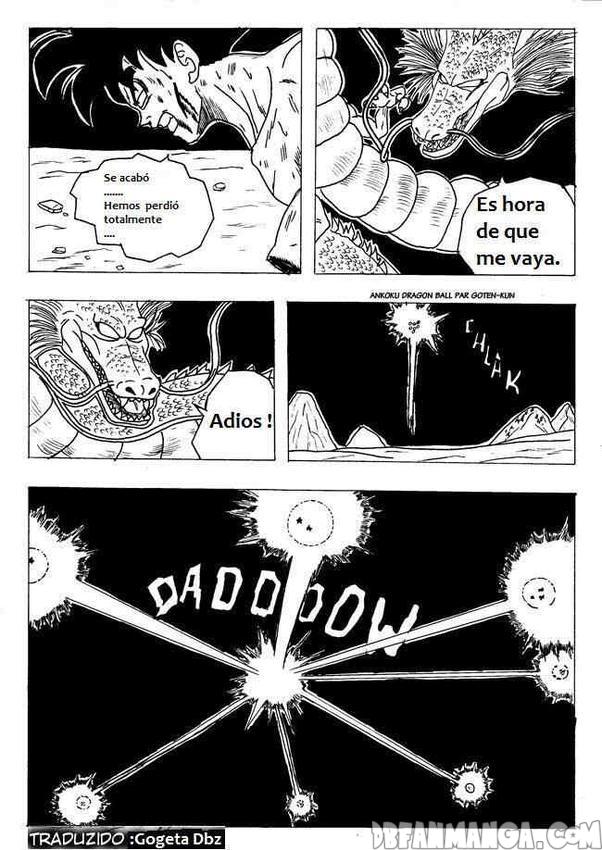 Se acabó
.......
Hemos perdió
totalmente
....
Es hora
de que
me vaya.
Adios !
ANKOKU DRAGON BALL PAR GOTEN-KUN
CHLAK
DADOOOOW
TRADUZIDO :Gogeta Dbz
DBFANMANGA.COM